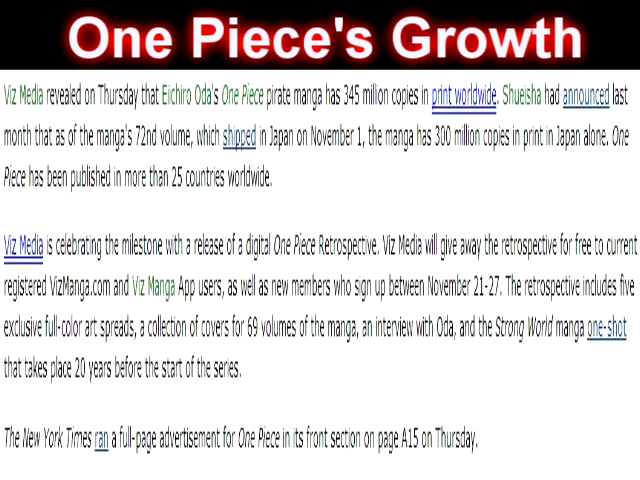 One Piece's Growth
Viz Media revealed on Thursday that Eichiro Oda's One Piece pirate manga has 345 million copies in print worldwide. Shueisha had announced last
month that as of the manga's 72nd volume, which shipped in Japan on November 1, the manga has 300 million copies in print in Japan alone. One
Piece has been published in more than 25 countries worldwide.
Viz Media is celebrating the milestone with a release of a digital One Piece Retrospective. Viz Media will give away the retrospective for free to current
registered VizManga.com and Viz Manga App users, as well as new members who sign up between November 21-27. The retrospective includes five
exclusive full-color art spreads, a collection of covers for 69 volumes of the manga, an interview with Oda, and the Strong World manga one-shot
that takes place 20 years before the start of the series.
The New York Times ran a full-page advertisement for One Piece in its front section on page A15 on Thursday.